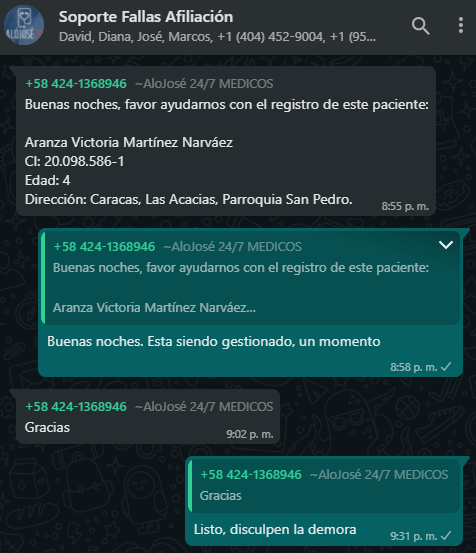 Soporte Fallas Afiliación
David, Diana, José, Marcos, +1 (404) 452-9004, +1 (95...
ALÓJOSÉ
+58 424-1368946 ~AloJosé 24/7 MEDICOS
Buenas noches, favor ayudarnos con el registro de este paciente:
Aranza Victoria Martínez Narváez
CI: 20.098.586-1
Edad: 4
Dirección: Caracas, Las Acacias, Parroquia San Pedro.
8:55 p. m.
+58 424-1368946 ~AloJosé 24/7 MEDICOS
Buenas noches, favor ayudarnos con el registro de este paciente:
Aranza Victoria Martínez Narváez...
Buenas noches. Esta siendo gestionado, un momento
8:58 p. m.
+58 424-1368946 ~AloJosé 24/7 MEDICOS
Gracias
9:02 p. m.
+58 424-1368946 ~AloJosé 24/7 MEDICOS
Gracias
Listo, disculpen la demora
9:31 p. m.